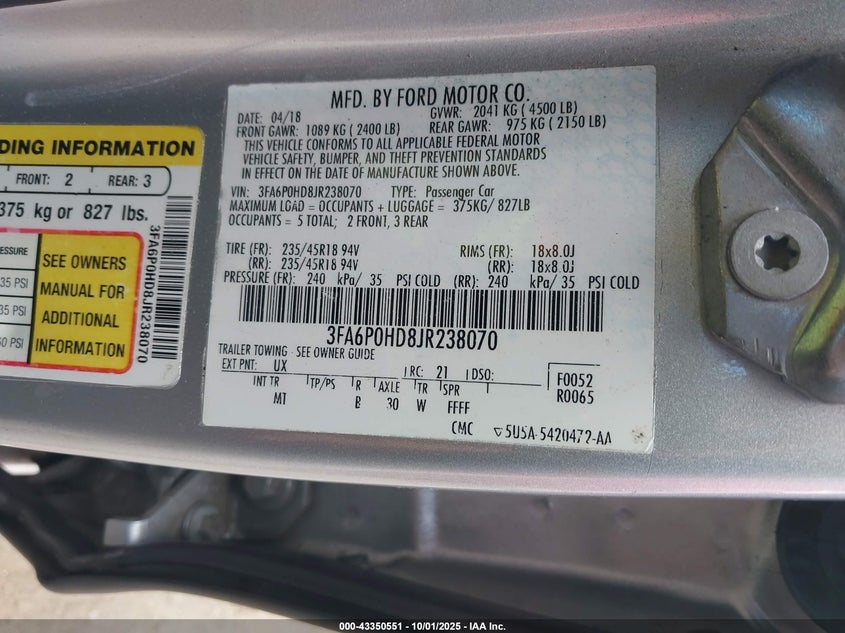 MFD. BY FORD MOTOR CO.
DATE: 04/18 GVWR: 2041 KG ( 4500 LB)
FRONT GAWR: 1089 KG ( 2400 LB) REAR GAWR: 975 KG ( 2150 LB)
THIS VEHICLE CONFORMS TO ALL APPLICABLE FEDERAL MOTOR
VEHICLE SAFETY, BUMPER, AND THEFT PREVENTION STANDARDS
IN EFFECT ON THE DATE OF MANUFACTURE SHOWN ABOVE.
VIN: 3FA6P0HD8JR238070 TYPE: Passenger Car
MAXIMUM LOAD = OCCUPANTS + LUGGAGE = 375KG/ 827LB
OCCUPANTS = 5 TOTAL; 2 FRONT, 3 REAR
TIRE (FR): 235/45R18 94V RIMS (FR): 18x8.0J
(RR): 235/45R18 94V (RR): 18x8.0J
PRESSURE (FR): 240 kPa/ 35 PSI COLD (RR): 240 kPa/ 35 PSI COLD
3FA6P0HD8JR238070
TRAILER TOWING - SEE OWNER GUIDE
EXT PNT: UX RC: 21 DSO:
F0052
R0065
INT TR TP/PS R AXLE TR SPR
MT B 30 W FFFF
CMC 5U5A-5420472-AA
DING INFORMATION
FRONT: 2 REAR: 3
375 kg or 827 lbs.
35 PSI
35 PSI
60 PSI
SEE OWNERS
MANUAL FOR
ADDITIONAL
INFORMATION
3FA6P0HD8JR238070
000-43350551 - 10/01/2025 - IAA Inc.